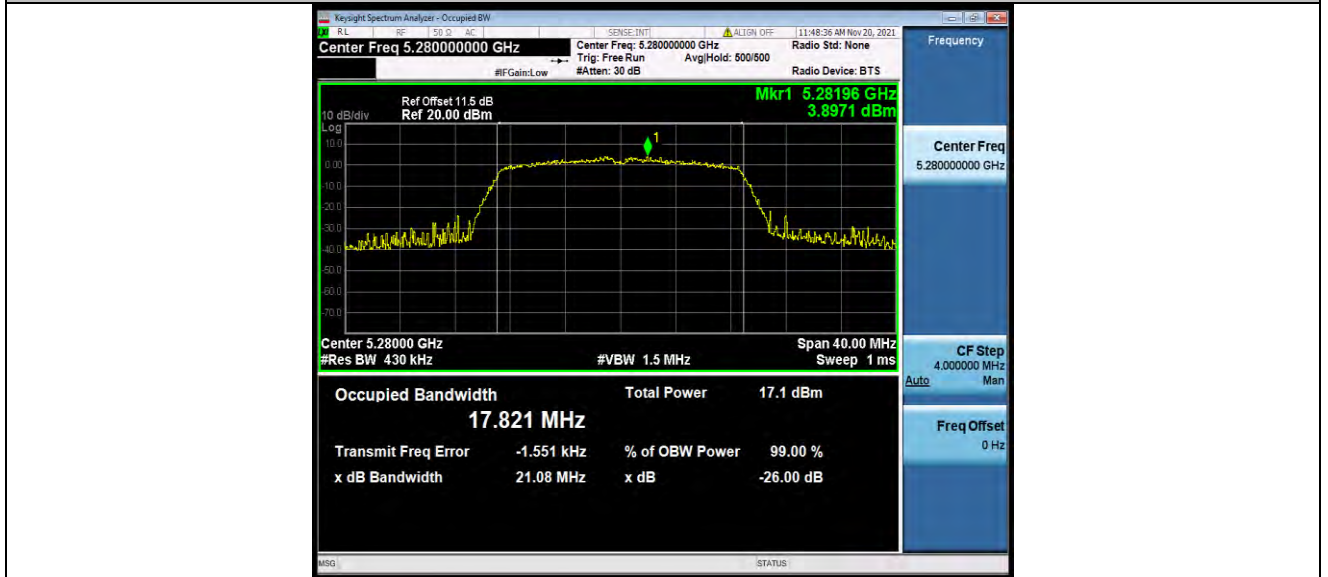 Keysight Spectrum Analyzer - Occupied BW
RL RF 50 Ω AC SENSE:INT ALIGN OFF 11:48:36 AM Nov 20, 2021
Center Freq 5.280000000 GHz
Center Freq: 5.280000000 GHz
Radio Std: None
Trig: Free Run Avg|Hold: 500/500
#IFGain:Low #Atten: 30 dB Radio Device: BTS
Frequency
Mkr1 5.28196 GHz
3.8971 dBm
Ref Offset 11.5 dB
10 dB/div Ref 20.00 dBm
Log
10.0
0.00
-10.0
-20.0
-30.0
-40.0
-50.0
-60.0
-70.0
1
Center 5.28000 GHz Span 40.00 MHz
#Res BW 430 kHz #VBW 1.5 MHz Sweep 1 ms
Occupied Bandwidth Total Power 17.1 dBm
17.821 MHz
Transmit Freq Error -1.551 kHz % of OBW Power 99.00 %
x dB Bandwidth 21.08 MHz x dB -26.00 dB
Center Freq
5.280000000 GHz
CF Step
4.000000 MHz
Auto Man
Freq Offset
0 Hz
MSG STATUS